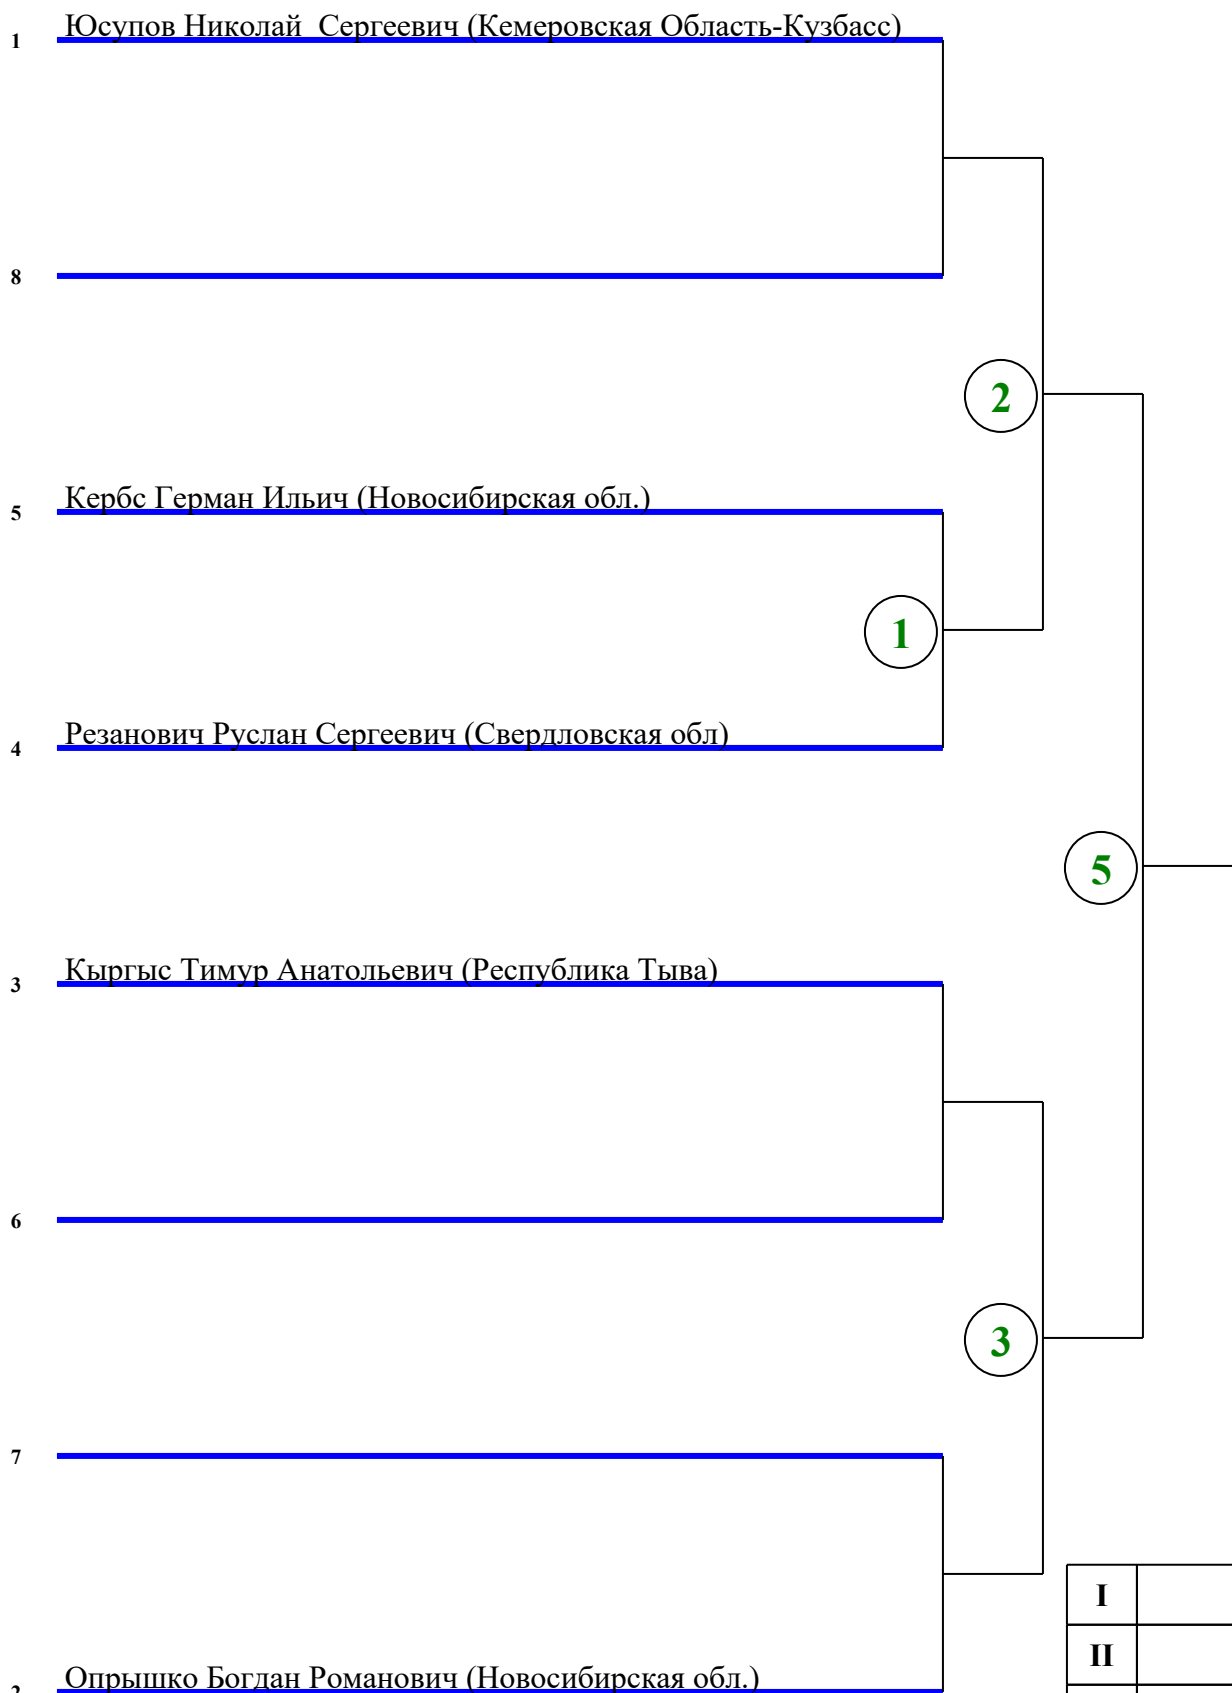 1 Юсупов Николай  Сергеевич (Кемеровская Область-Кузбасс)
8
2
5 Кербс Герман Ильич (Новосибирская обл.)
1
4 Резанович Руслан Сергеевич (Свердловская обл)
5
3 Кыргыс Тимур Анатольевич (Республика Тыва)
6
3
7
I
II
2 Опрышко Богдан Романович (Новосибирская обл.)